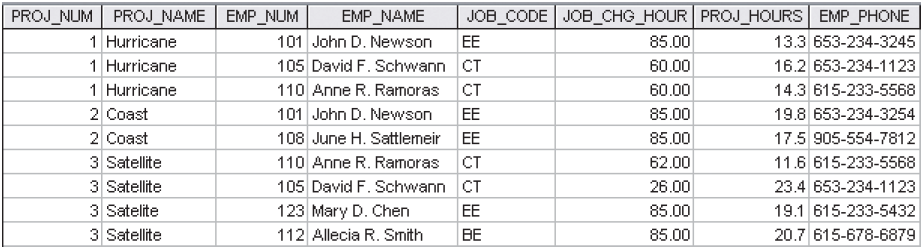 PROJ_NUM PROJ_NAME EMP_NUM EMP_NAME JOB_CODE JOB_CHG_HOUR PROJ_HOURS EMP_PHONE
1 Hurricane 101 John D. Newson EE 85.00 13.3 653-234-3245
1 Hurricane 105 David F. Schwann CT 60.00 16.2 653-234-1123
1 Hurricane 110 Anne R. Ramoras CT 60.00 14.3 615-233-5568
2 Coast 101 John D. Newson EE 85.00 19.8 653-234-3254
2 Coast 108 June H. Sattlemeir EE 85.00 17.5 905-554-7812
3 Satellite 110 Anne R. Ramoras CT 62.00 11.6 615-233-5568
3 Satellite 105 David F. Schwann CT 26.00 23.4 653-234-1123
3 Satelite 123 Mary D. Chen EE 85.00 19.1 615-233-5432
3 Satellite 112 Allecia R. Smith BE 85.00 20.7 615-678-6879